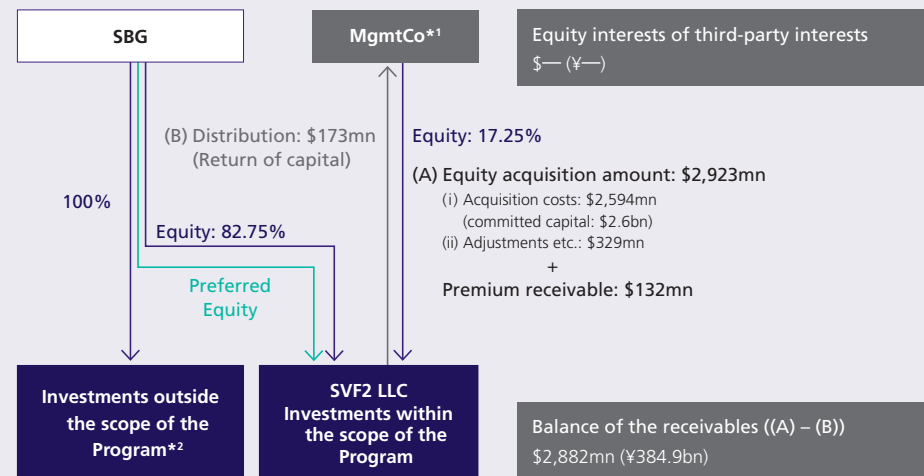 SBG
MgmtCo*1
Equity interests of third-party interests
$— (¥—)
(B) Distribution: $173mn
(Return of capital)
Equity: 17.25%
(A) Equity acquisition amount: $2,923mn
(i) Acquisition costs: $2,594mn
(committed capital: $2.6bn)
(ii) Adjustments etc.: $329mn
+
Premium receivable: $132mn
100%
Equity: 82.75%
Preferred
Equity
Investments outside
the scope of the
Program*2
SVF2 LLC
Investments within
the scope of the
Program
Balance of the receivables ((A) – (B))
$2,882mn (¥384.9bn)